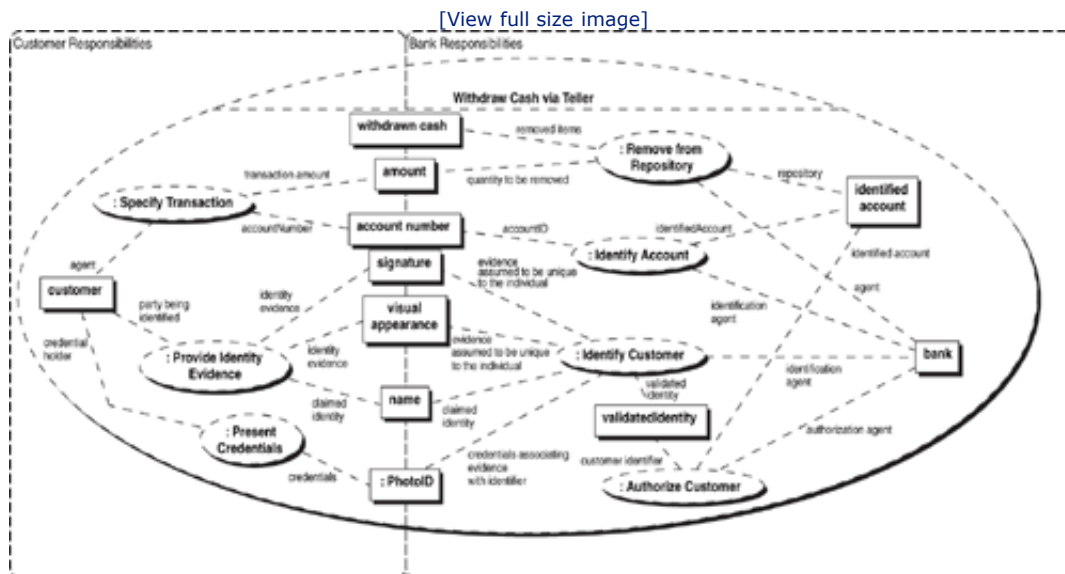 [View full size image]
Customer Responsibilities
Bank Responsibilities
Withdraw Cash via Teller
withdrawn cash
removed items
: Remove from
Repository
transaction amount
amount
quantity to be removed
repository
identified
account
: Specify Transaction
accountNumber
account number
accountID
identifiedAccount
: Identify Account
identified account
signature
evidence
assumed to be unique
to the individual
agent
customer
party being
identified
identity
evidence
visual
appearance
identification
agent
agent
credential
holder
: Provide Identity
Evidence
identity
evidence
evidence
assumed to be unique
to the individual
: Identify Customer
bank
identification
agent
claimed
identity
name
claimed
identity
validated
identity
validatedIdentity
authorization agent
: Present
Credentials
credentials
: PhotoID
credentials associating
evidence
with identifier
customer identifier
: Authorize Customer